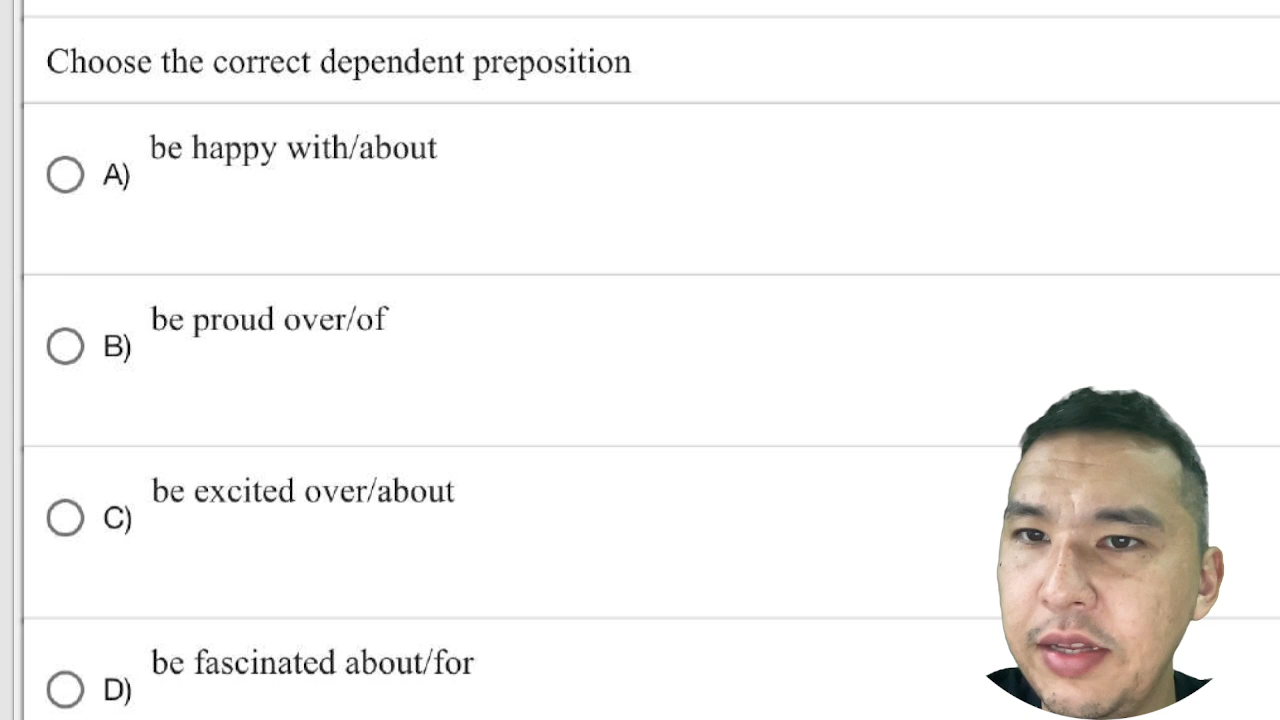 Choose the correct dependent preposition
be happy with/about
A)
be proud over/of
B)
be excited over/about
C)
be fascinated about/for
D)